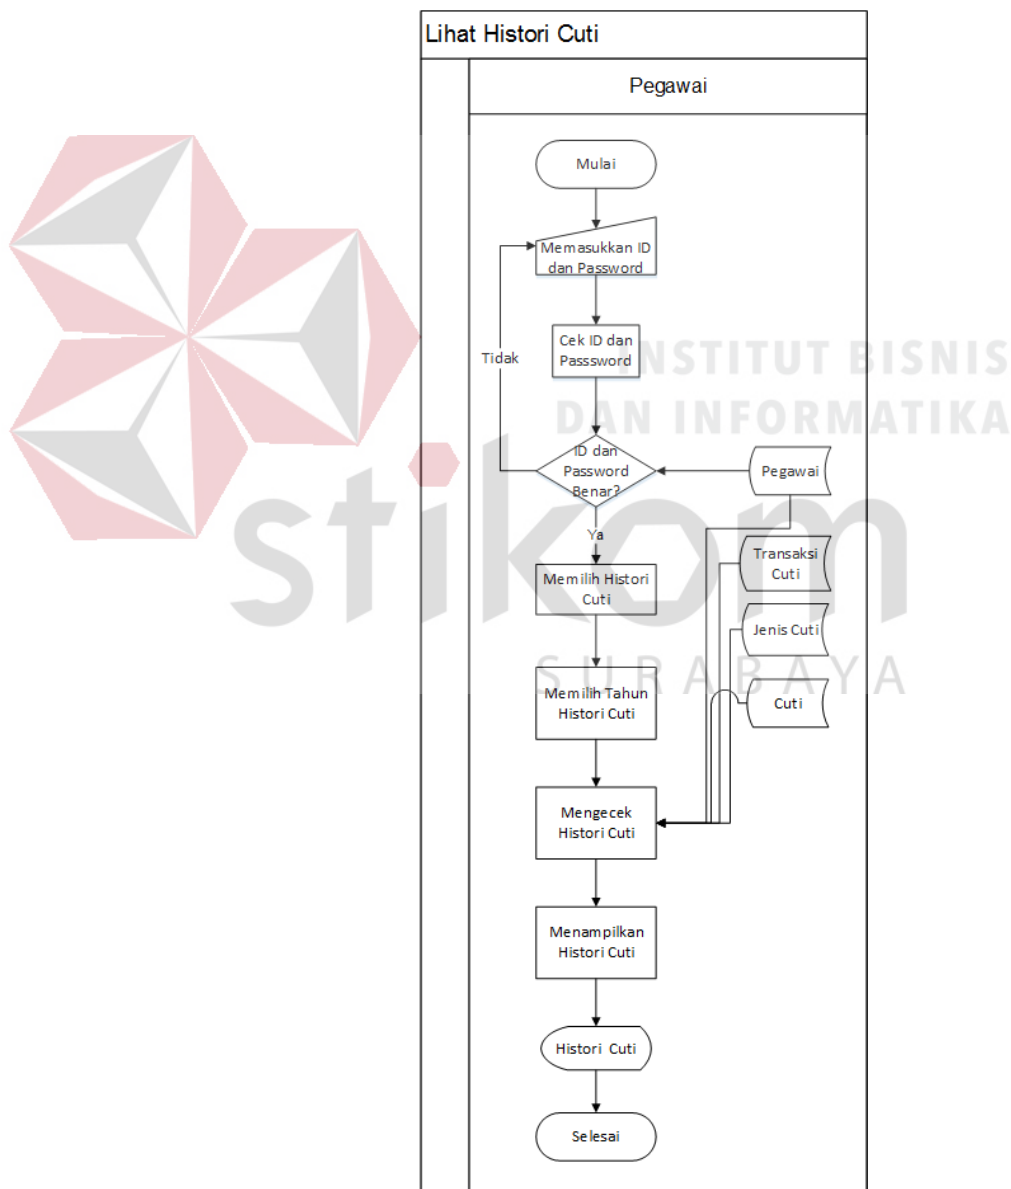 Lihat Histori Cuti
Pegawai
Mulai
Memasukkan ID
dan Password
Cek ID dan
Passsword
Tidak
INSTITUT BISNIS
DAN INFORMATIKA
ID dan
Password
Benar?
Pegawai
stikom
Ya
Transaksi
Cuti
Memilih Histori
Cuti
Jenis Cuti
SURABAYA
Memilih Tahun
Histori Cuti
Cuti
Mengecek
Histori Cuti
Menampilkan
Histori Cuti
Histori Cuti
Selesai